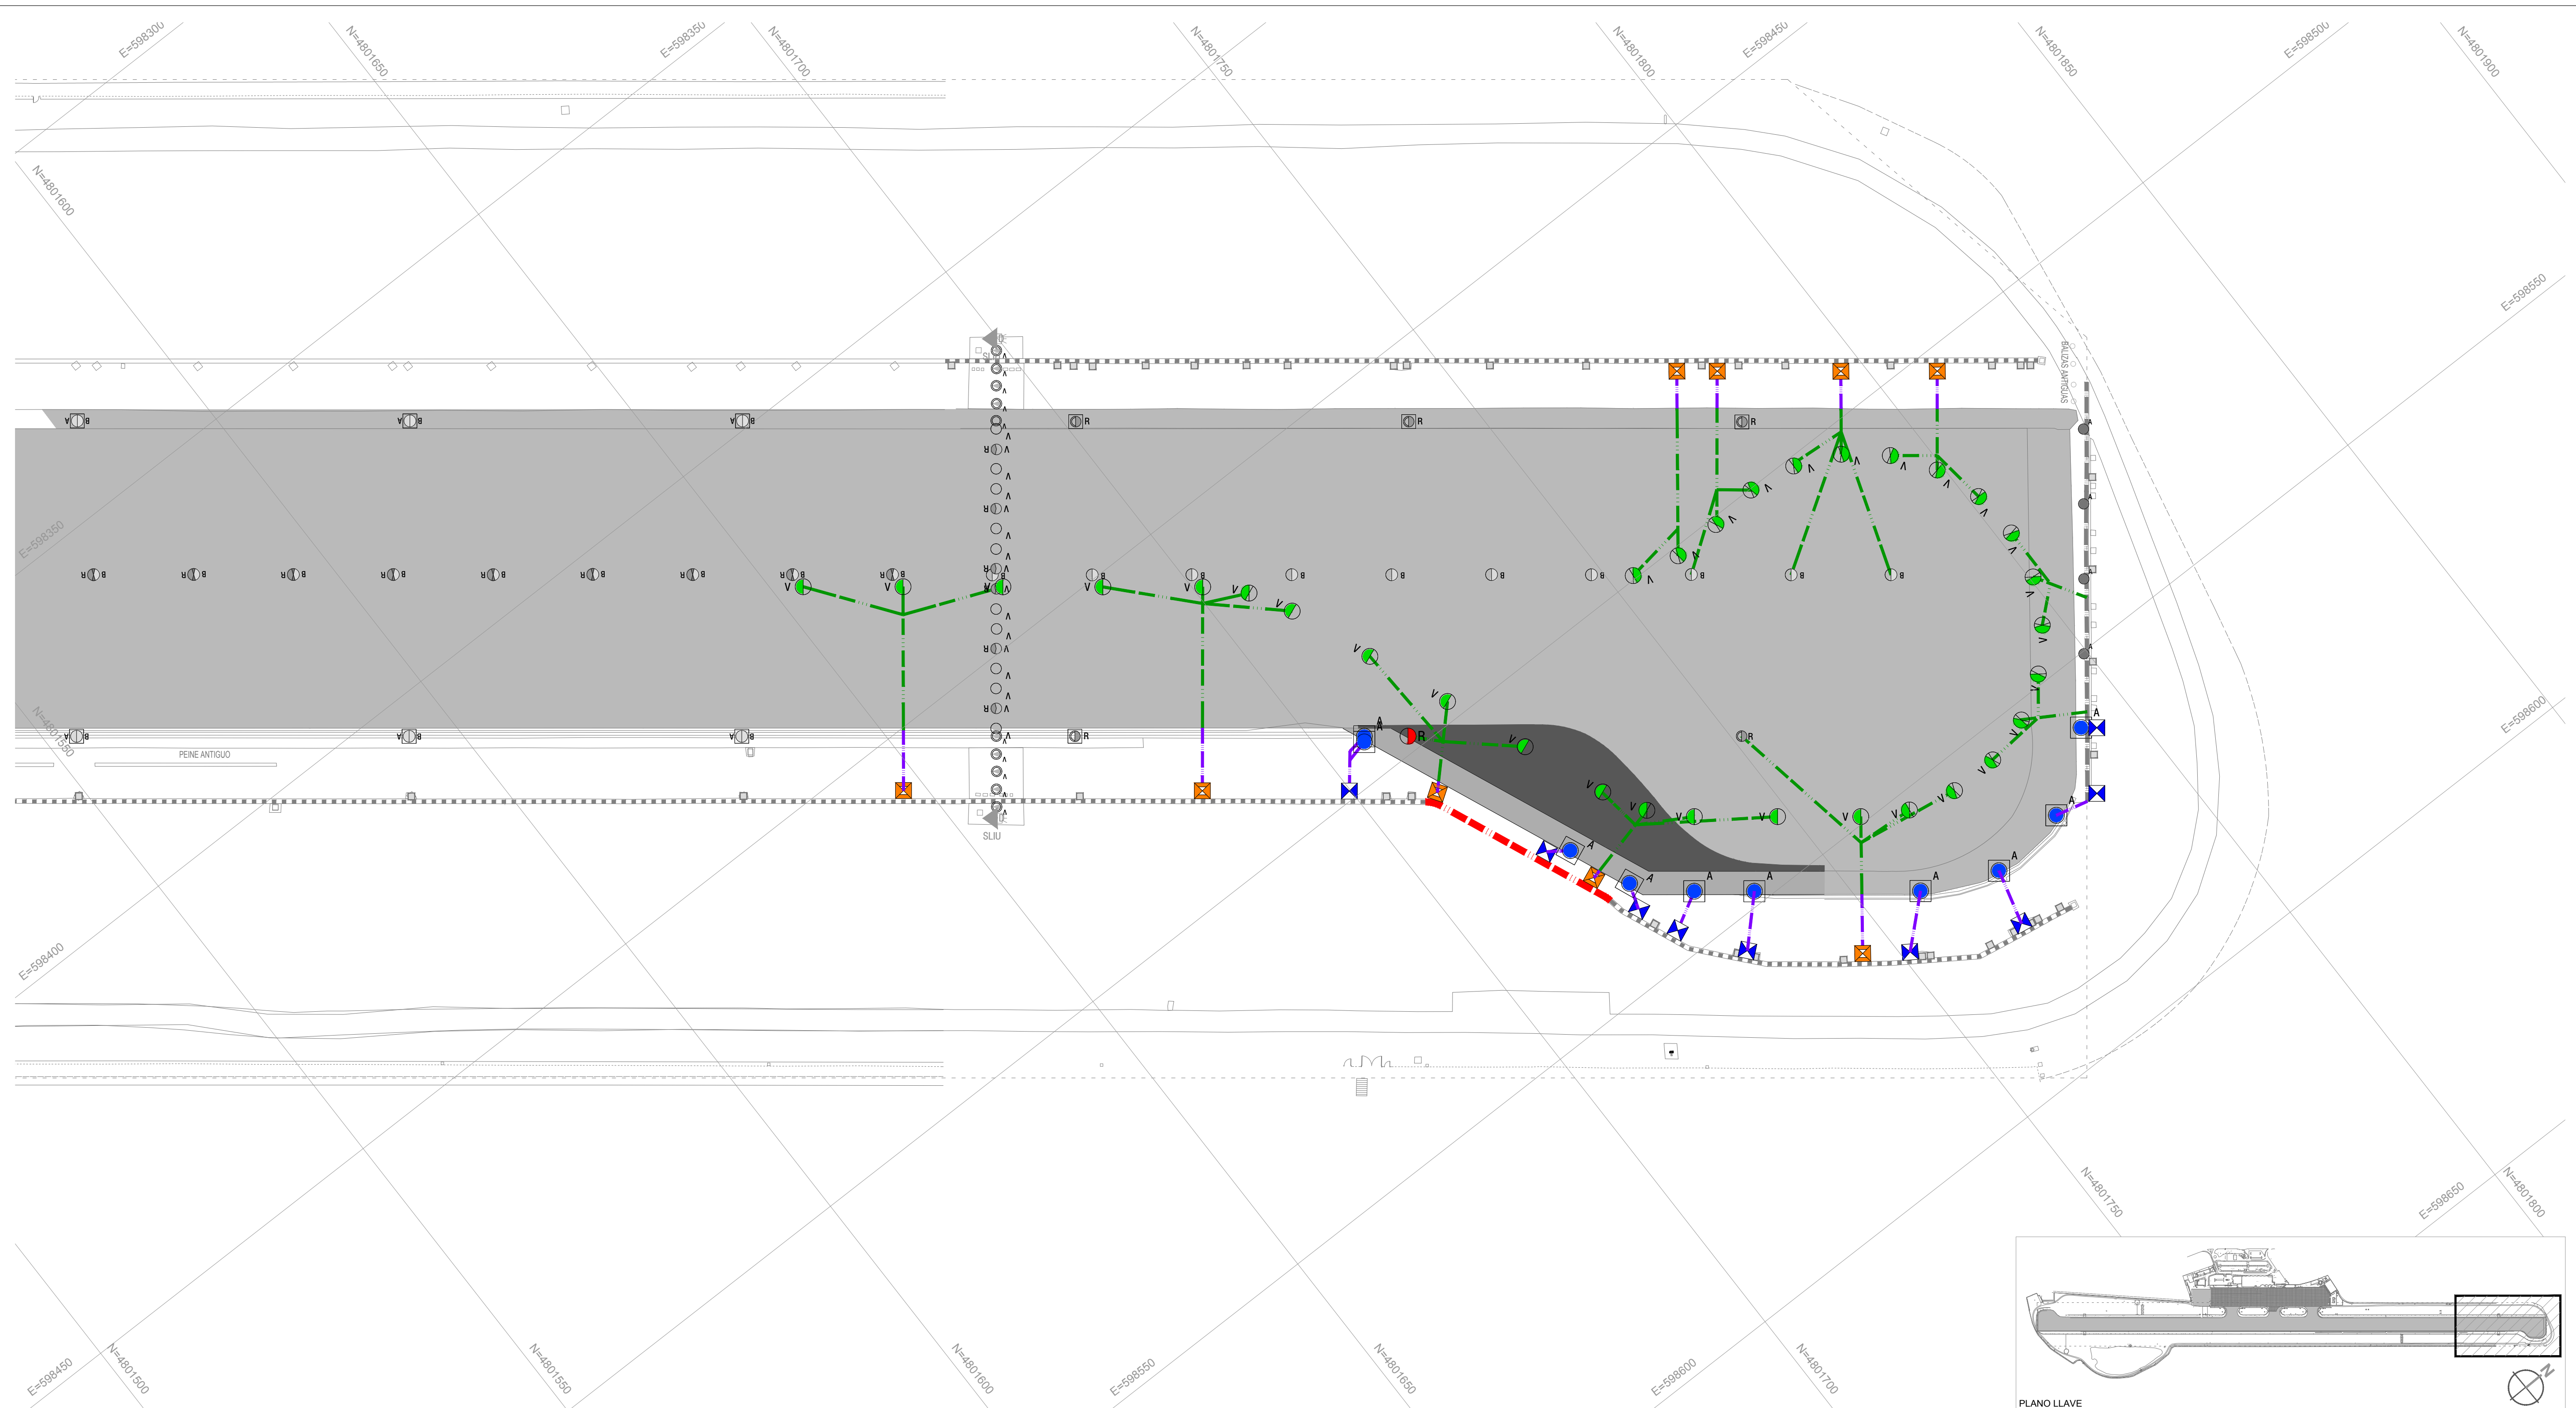 E=598300
N=4801650
E=598350
N=4801700
N=4801750
N=4801800
E=598450
N=4801850
E=598500
N=4801900
N=4801600
E=598550
BALIZAS ANTIGUAS
E=598350
N=4801550
PEINE ANTIGUO
SLIU
E=598400
E=598600
N=4801750
E=598650
N=4801800
E=598450
N=4801500
N=4801550
N=4801600
E=598550
N=4801650
E=598600
N=4801700
N
PLANO LLAVE
A B
A B
A B
R
R
R
R V
R V
R B
R B
R B
R B
R B
R B
R B
R B
R B
B
B
B
B
B
B
B
B
B
V
V
V
V
V
V
V
V
V
V
R
A
A
A
A
A
A
A
A
A
A
R
V
V
V
V
V
V
V
A B
A B
A B